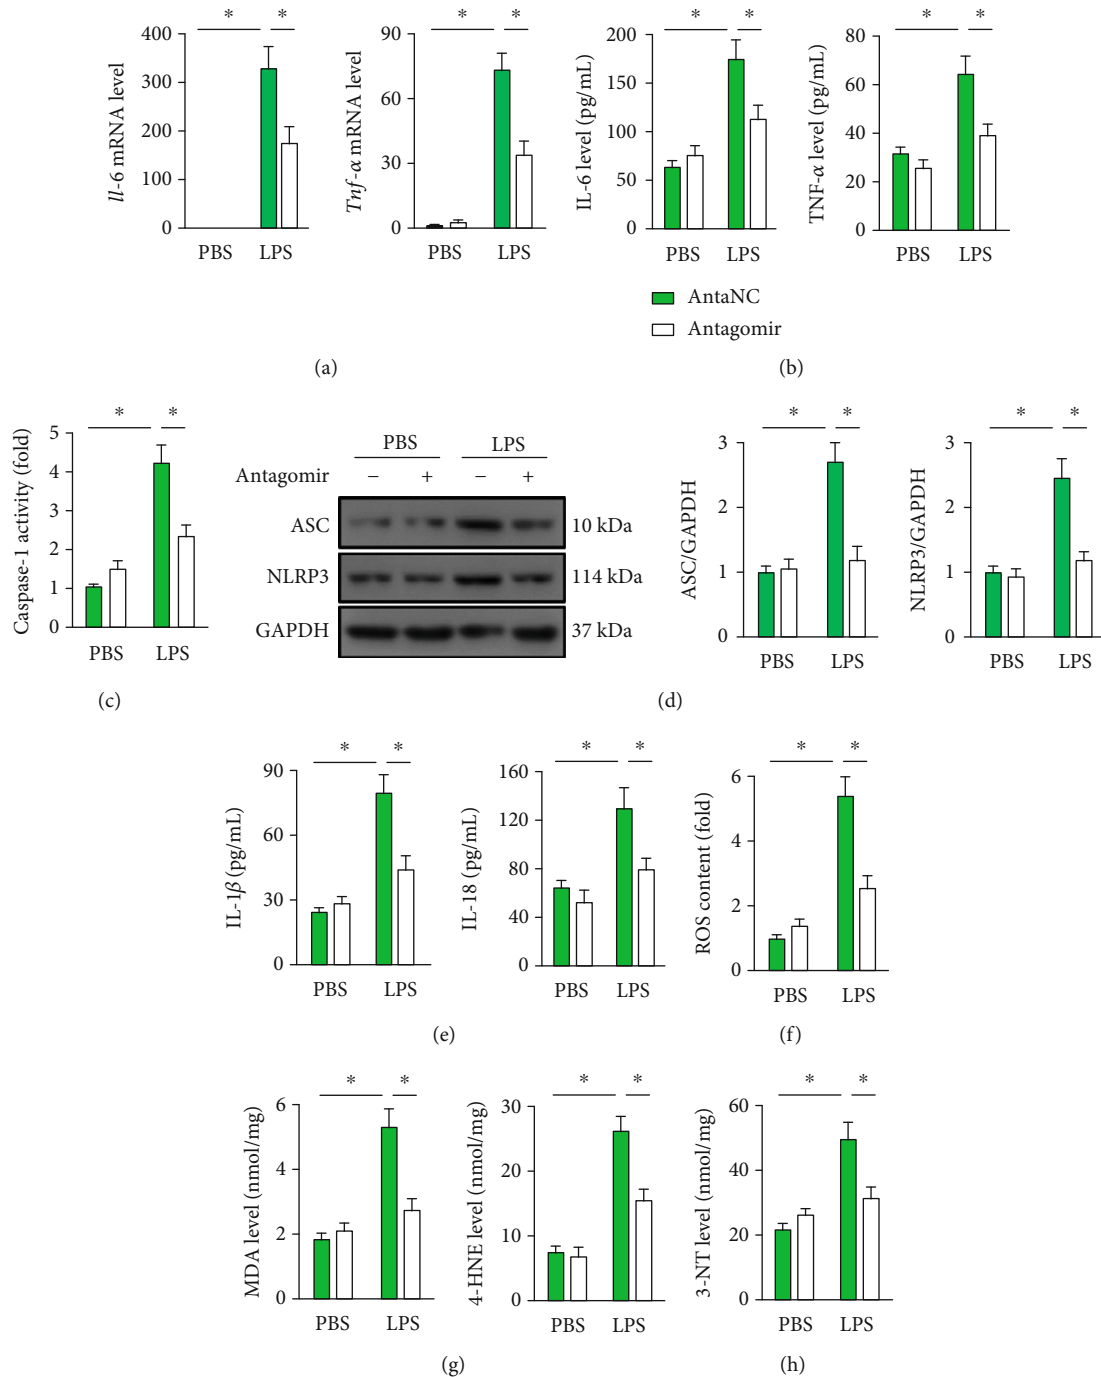 * *
Il-6 mRNA level
400
300
200
100
0
PBS LPS
* *
Tnf-α mRNA level
90
60
30
0
PBS LPS
(a)
* *
IL-6 level (pg/mL)
200
150
100
50
0
PBS LPS
* *
TNF-α level (pg/mL)
80
60
40
20
0
PBS LPS
AntaNC
Antagomir
(b)
* *
Caspase-1 activity (fold)
5
4
3
2
1
0
PBS LPS
(c)
PBS LPS
Antagomir − + − +
ASC 10 kDa
NLRP3 114 kDa
GAPDH 37 kDa
* *
ASC/GAPDH
3
2
1
0
PBS LPS
* *
NLRP3/GAPDH
3
2
1
0
PBS LPS
(d)
* *
IL-1β (pg/mL)
90
60
30
0
PBS LPS
* *
IL-18 (pg/mL)
160
120
80
60
0
PBS LPS
(e)
* *
ROS content (fold)
6
4
2
0
PBS LPS
(f)
* *
MDA level (nmol/mg)
6
4
2
0
PBS LPS
* *
4-HNE level (nmol/mg)
30
20
10
0
PBS LPS
(g)
* *
3-NT level (nmol/mg)
60
40
20
0
PBS LPS
(h)